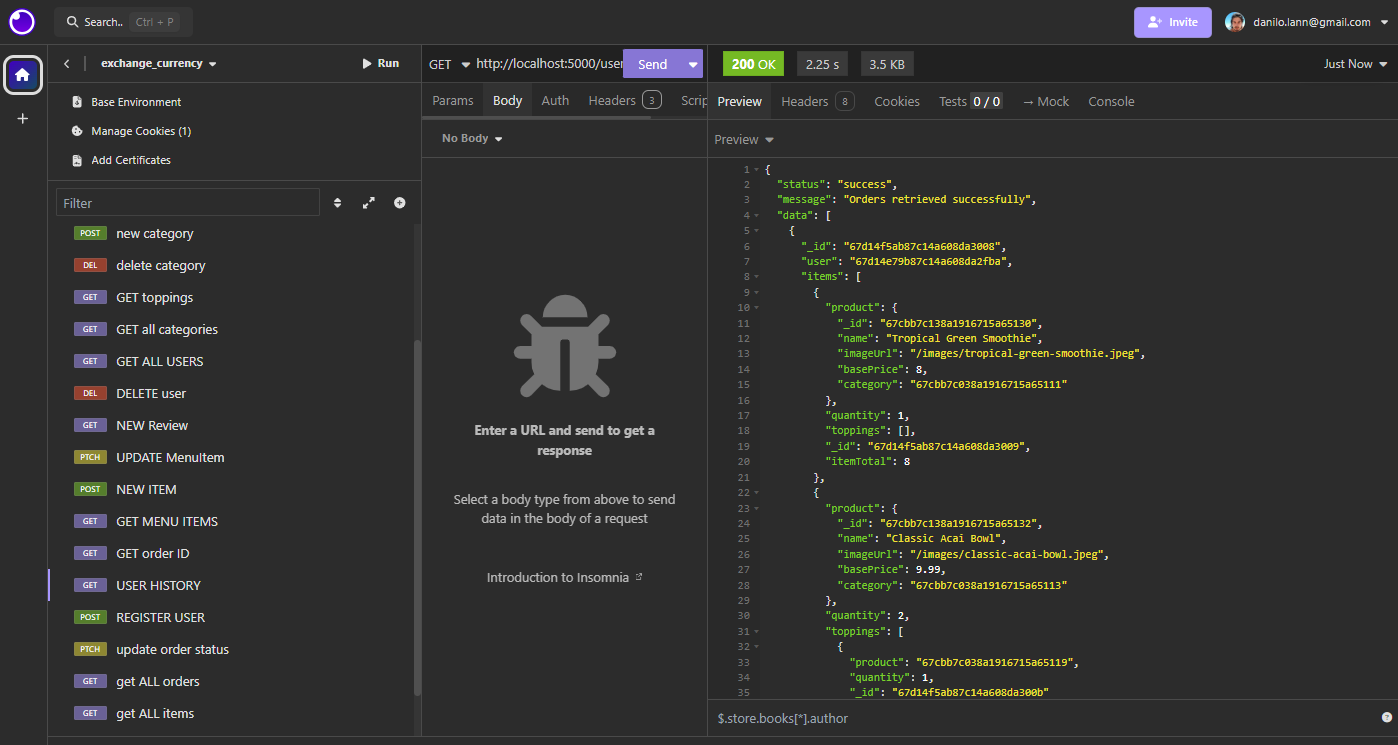 Search.. Ctrl + P
Invite
danilo.lann@gmail.com
exchange_currency
Run
Base Environment
Manage Cookies (1)
Add Certificates
Filter
POST new category
DEL delete category
GET GET toppings
GET GET all categories
GET GET ALL USERS
DEL DELETE user
GET NEW Review
PTCH UPDATE MenuItem
POST NEW ITEM
GET GET MENU ITEMS
GET GET order ID
GET USER HISTORY
POST REGISTER USER
PTCH update order status
GET get ALL orders
GET get ALL items
GET http://localhost:5000/user Send
Params Body Auth Headers 3 Scrip
No Body
Enter a URL and send to get a
response
Select a body type from above to send
data in the body of a request
Introduction to Insomnia
200 OK 2.25 s 3.5 KB Just Now
Preview Headers 8 Cookies Tests 0 / 0 → Mock Console
Preview
1 {
2 "status": "success",
3 "message": "Orders retrieved successfully",
4 "data": [
5 {
6 "_id": "67d14f5ab87c14a608da3008",
7 "user": "67d14e79b87c14a608da2fba",
8 "items": [
9 {
10 "product": {
11 "_id": "67cbb7c138a1916715a65130",
12 "name": "Tropical Green Smoothie",
13 "imageUrl": "/images/tropical-green-smoothie.jpeg",
14 "basePrice": 8,
15 "category": "67cbb7c038a1916715a65111"
16 },
17 "quantity": 1,
18 "toppings": [],
19 "_id": "67d14f5ab87c14a608da3009",
20 "itemTotal": 8
21 },
22 {
23 "product": {
24 "_id": "67cbb7c138a1916715a65132",
25 "name": "Classic Acai Bowl",
26 "imageUrl": "/images/classic-acai-bowl.jpeg",
27 "basePrice": 9.99,
28 "category": "67cbb7c038a1916715a65113"
29 },
30 "quantity": 2,
31 "toppings": [
32 {
33 "product": "67cbb7c038a1916715a65119",
34 "quantity": 1,
35 "_id": "67d14f5ab87c14a608da300b"
$.store.books[*].author